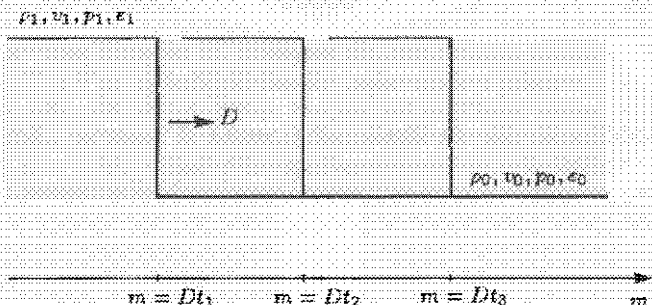 ρ₁, v₁, p₁, ε₁
D
ρ₀, v₀, p₀, ε₀
m = Dt₁ m = Dt₂ m = Dt₃ m